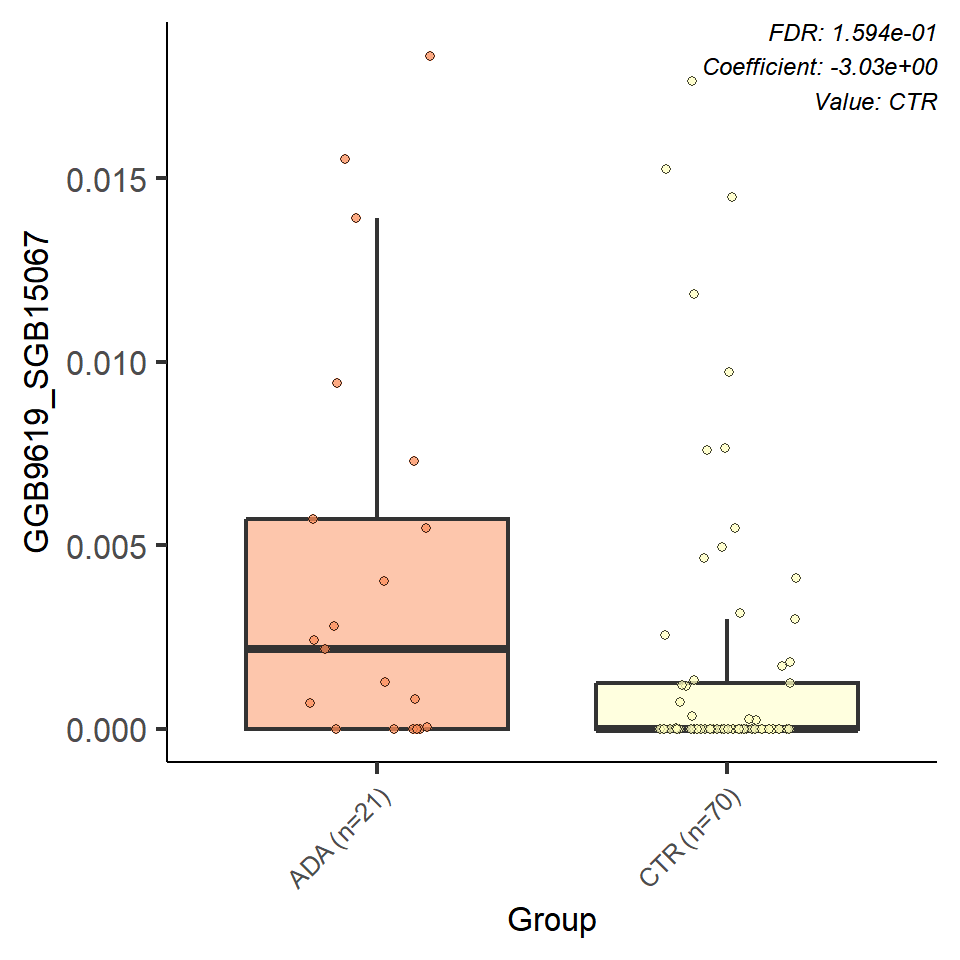 FDR: 1.594e-01
Coefficient: -3.03e+00
Value: CTR
GGB9619_SGB15067
0.015
0.010
0.005
0.000
ADA (n=21)
CTR (n=70)
Group